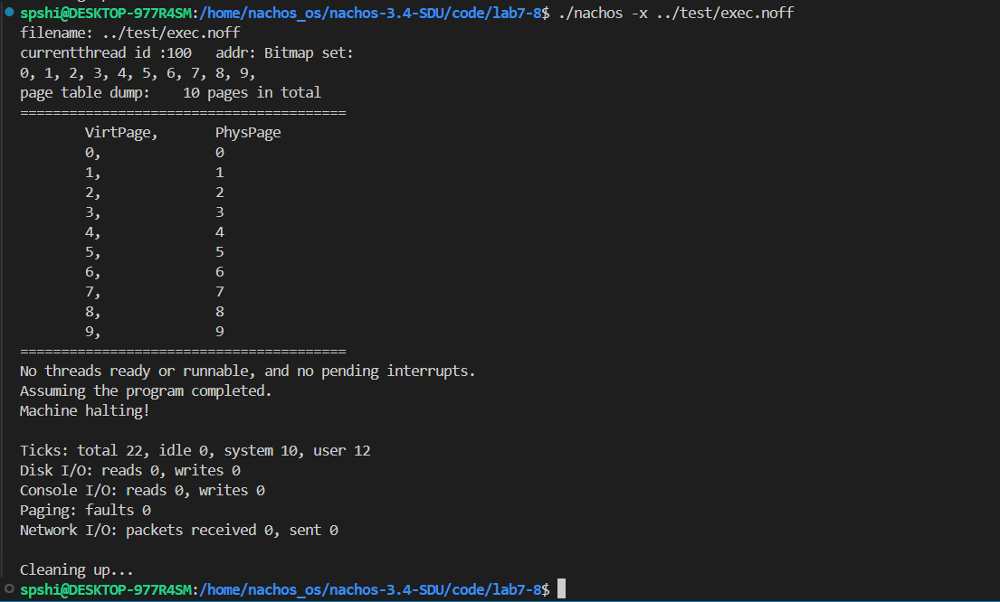 spshi@DESKTOP-977R4SM:/home/nachos_os/nachos-3.4-SDU/code/lab7-8$ ./nachos -x ../test/exec.noff
filename: ../test/exec.noff
currentthread id :100   addr: Bitmap set:
0, 1, 2, 3, 4, 5, 6, 7, 8, 9,
page table dump:    10 pages in total
========================================
        VirtPage,       PhysPage
        0,              0
        1,              1
        2,              2
        3,              3
        4,              4
        5,              5
        6,              6
        7,              7
        8,              8
        9,              9
========================================
No threads ready or runnable, and no pending interrupts.
Assuming the program completed.
Machine halting!

Ticks: total 22, idle 0, system 10, user 12
Disk I/O: reads 0, writes 0
Console I/O: reads 0, writes 0
Paging: faults 0
Network I/O: packets received 0, sent 0

Cleaning up...
spshi@DESKTOP-977R4SM:/home/nachos_os/nachos-3.4-SDU/code/lab7-8$